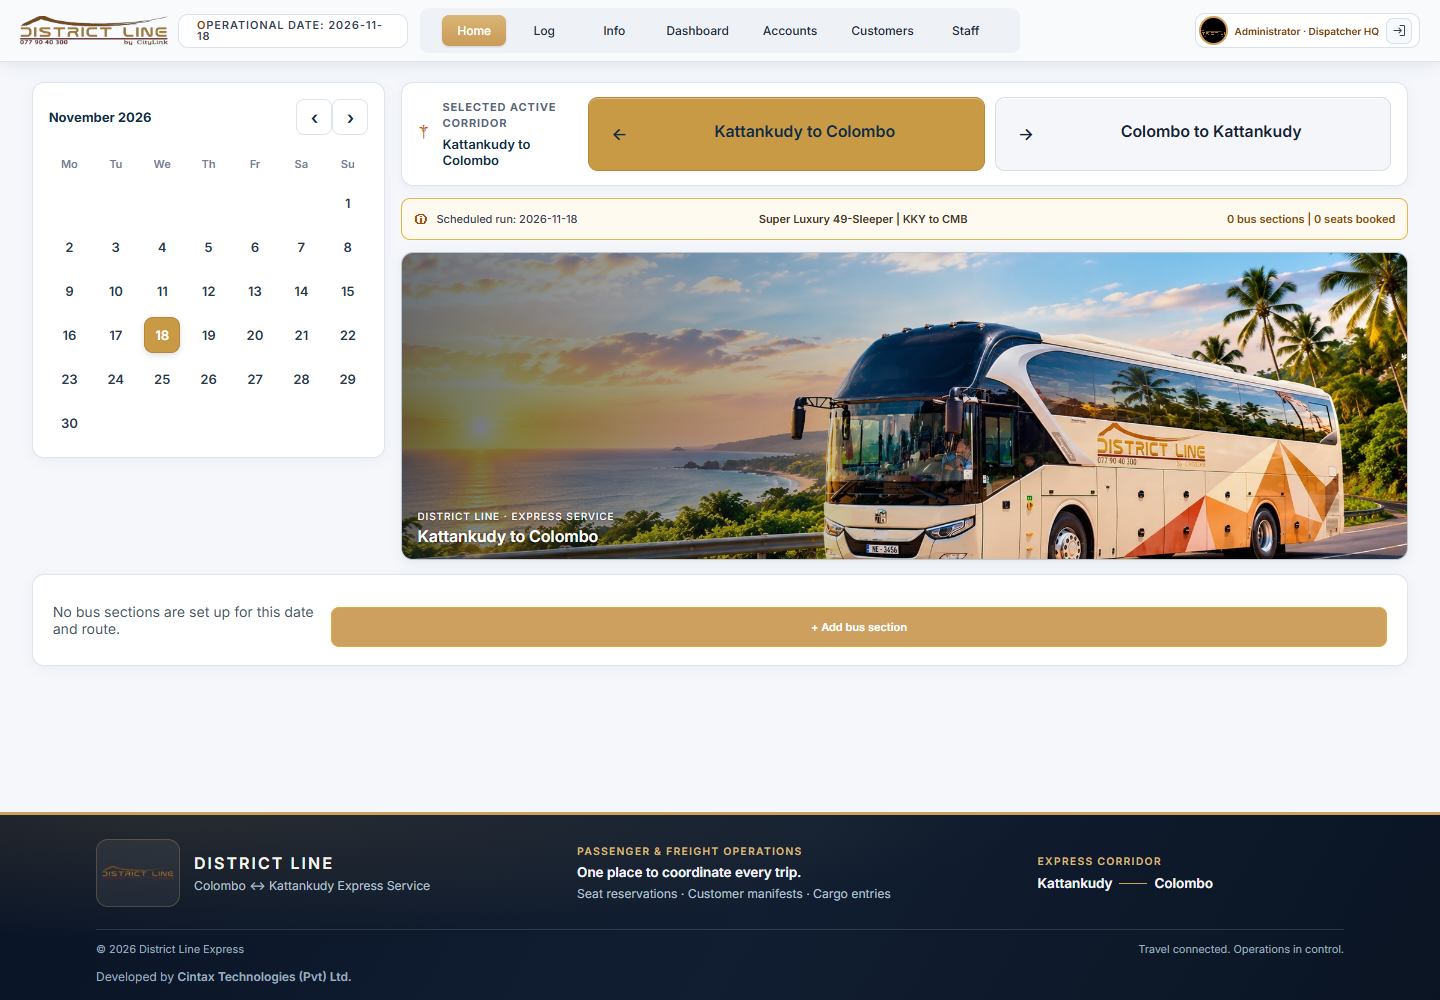 DISTRICT LINE
077 90 40 300 by CityLink
OPERATIONAL DATE: 2026-11-
18
Home Log Info Dashboard Accounts Customers Staff
Administrator · Dispatcher HQ
November 2026
Mo Tu We Th Fr Sa Su
1
2 3 4 5 6 7 8
9 10 11 12 13 14 15
16 17 18 19 20 21 22
23 24 25 26 27 28 29
30
SELECTED ACTIVE
CORRIDOR
Kattankudy to
Colombo
← Kattankudy to Colombo
→ Colombo to Kattankudy
Scheduled run: 2026-11-18
Super Luxury 49-Sleeper | KKY to CMB
0 bus sections | 0 seats booked
DISTRICT LINE
077 90 40 300 by CityLink
NE-3456
DISTRICT LINE · EXPRESS SERVICE
Kattankudy to Colombo
No bus sections are set up for this date
and route.
+ Add bus section
DISTRICT LINE
DISTRICT LINE
Colombo ↔ Kattankudy Express Service
PASSENGER & FREIGHT OPERATIONS
One place to coordinate every trip.
Seat reservations · Customer manifests · Cargo entries
EXPRESS CORRIDOR
Kattankudy — Colombo
© 2026 District Line Express
Travel connected. Operations in control.
Developed by Cintax Technologies (Pvt) Ltd.